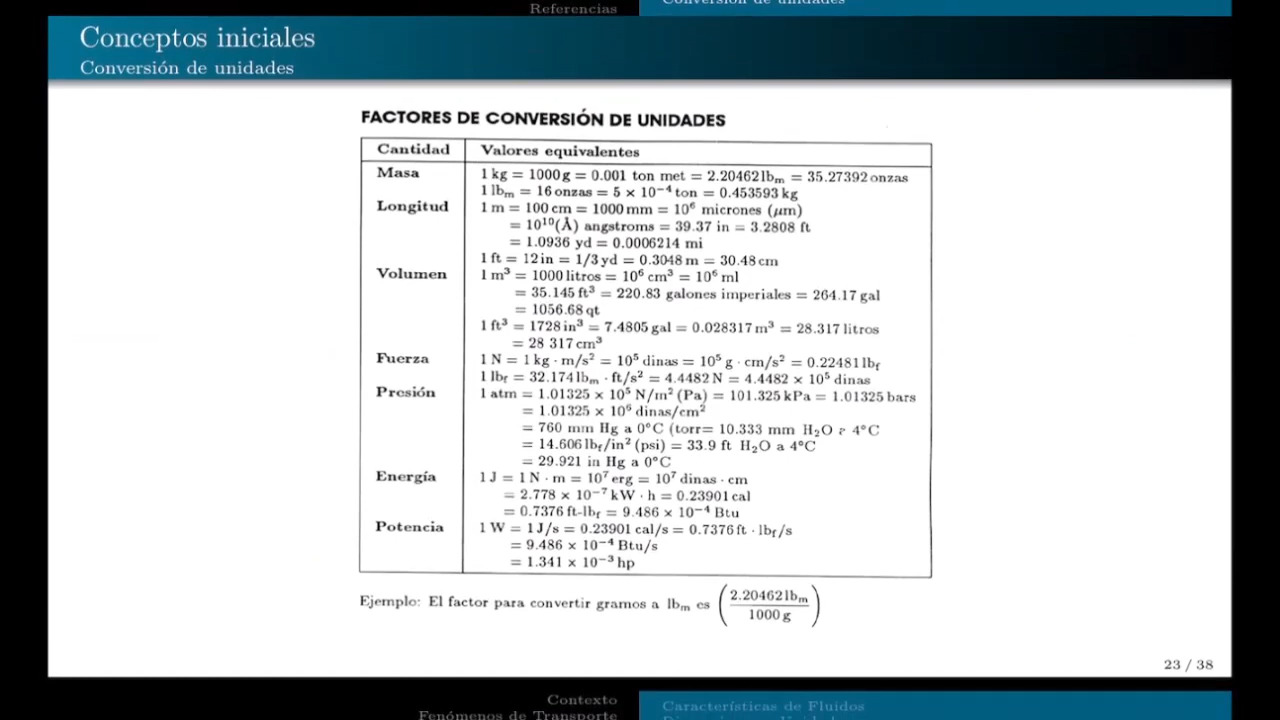 Referencias
Conversión de unidades
Conceptos iniciales
Conversión de unidades
FACTORES DE CONVERSIÓN DE UNIDADES
Cantidad Valores equivalentes
Masa 1 kg = 1000 g = 0.001 ton met = 2.20462 lbₘ = 35.27392 onzas
1 lbₘ = 16 onzas = 5 × 10⁻⁴ ton = 0.453593 kg
Longitud 1 m = 100 cm = 1000 mm = 10⁶ micrones (μm)
= 10¹⁰(Å) angstroms = 39.37 in = 3.2808 ft
= 1.0936 yd = 0.0006214 mi
1 ft = 12 in = 1/3 yd = 0.3048 m = 30.48 cm
Volumen 1 m³ = 1000 litros = 10⁶ cm³ = 10⁶ ml
= 35.145 ft³ = 220.83 galones imperiales = 264.17 gal
= 1056.68 qt
1 ft³ = 1728 in³ = 7.4805 gal = 0.028317 m³ = 28.317 litros
= 28 317 cm³
Fuerza 1 N = 1 kg · m/s² = 10⁵ dinas = 10⁵ g · cm/s² = 0.22481 lb_f
1 lb_f = 32.174 lbₘ · ft/s² = 4.4482 N = 4.4482 × 10⁵ dinas
Presión 1 atm = 1.01325 × 10⁵ N/m² (Pa) = 101.325 kPa = 1.01325 bars
= 1.01325 × 10⁶ dinas/cm²
= 760 mm Hg a 0°C (torr= 10.333 mm H₂O a 4°C
= 14.606 lb_f/in² (psi) = 33.9 ft H₂O a 4°C
= 29.921 in Hg a 0°C
Energía 1 J = 1 N · m = 10⁷ erg = 10⁷ dinas · cm
= 2.778 × 10⁻⁷ kW · h = 0.23901 cal
= 0.7376 ft-lb_f = 9.486 × 10⁻⁴ Btu
Potencia 1 W = 1 J/s = 0.23901 cal/s = 0.7376 ft · lb_f/s
= 9.486 × 10⁻⁴ Btu/s
= 1.341 × 10⁻³ hp
Ejemplo: El factor para convertir gramos a lbₘ es (2.20462 lbₘ / 1000 g)
23 / 38
Contexto
Características de Fluídos
Fenómenos de Transporte